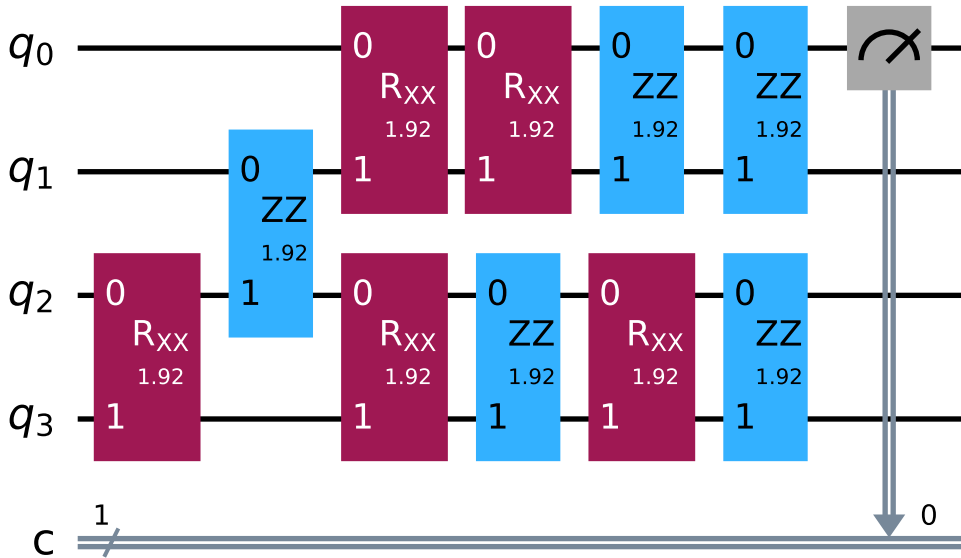 q0
0 0 0 0
RXX RXX ZZ ZZ
1.92 1.92 1.92 1.92
q1
0 1 1 1 1
ZZ
1.92
q2
0 1 0 0 0 0
RXX RXX ZZ RXX ZZ
1.92 1.92 1.92 1.92 1.92
q3
1 1 1 1 1
1 0
c